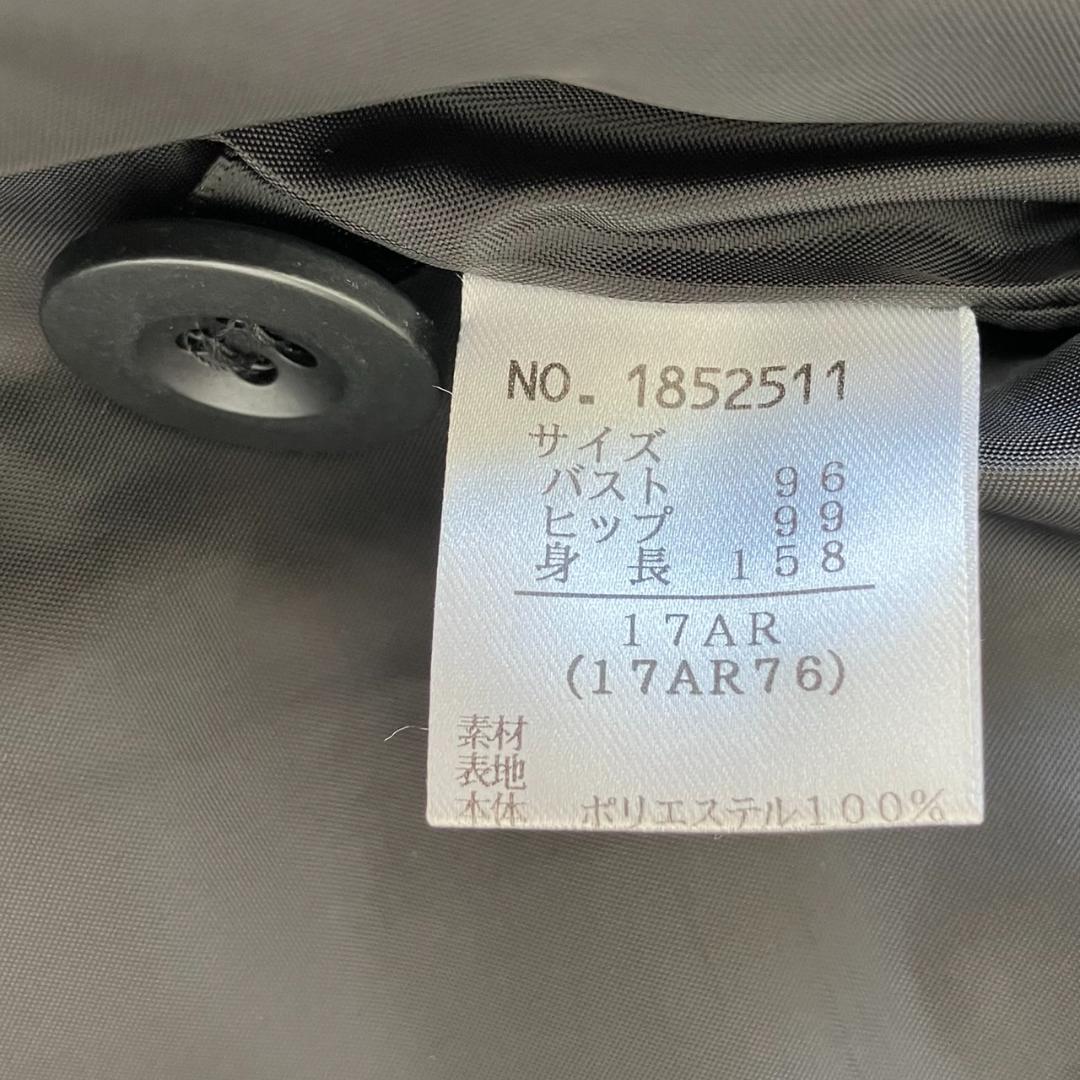 NO. 1852511
サイズ
バスト 96
ヒップ 99
身 長 158
17AR
(17AR76)
素材
表地
本体 ポリエステル100%